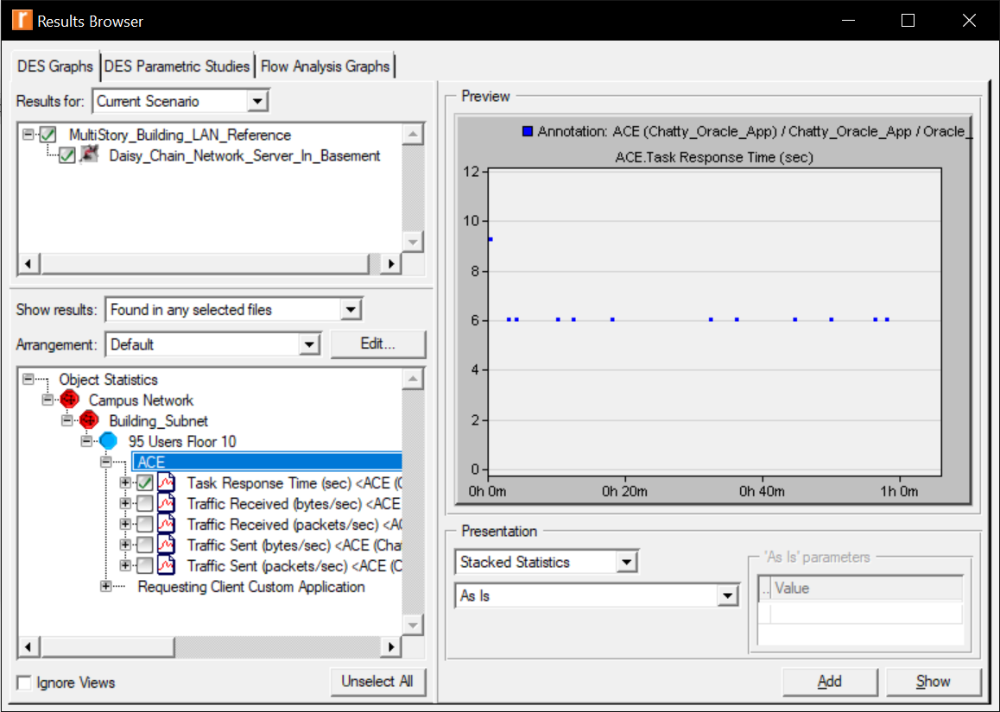 Results Browser
DES Graphs
DES Parametric Studies
Flow Analysis Graphs
Results for:
Current Scenario
MultiStory_Building_LAN_Reference
Daisy_Chain_Network_Server_In_Basement
Show results:
Found in any selected files
Arrangement:
Default
Edit...
Object Statistics
Campus Network
Building_Subnet
95 Users Floor 10
ACE
Task Response Time (sec) <ACE (
Traffic Received (bytes/sec) <ACE
Traffic Received (packets/sec) <A
Traffic Sent (bytes/sec) <ACE (Chat
Traffic Sent (packets/sec) <ACE (C
Requesting Client Custom Application
Ignore Views
Unselect All
Preview
Annotation: ACE (Chatty_Oracle_App) / Chatty_Oracle_App / Oracle_
ACE.Task Response Time (sec)
12
10
8
6
4
2
0
0h 0m
0h 20m
0h 40m
1h 0m
Presentation
Stacked Statistics
As Is
'As Is' parameters
..
Value
Add
Show